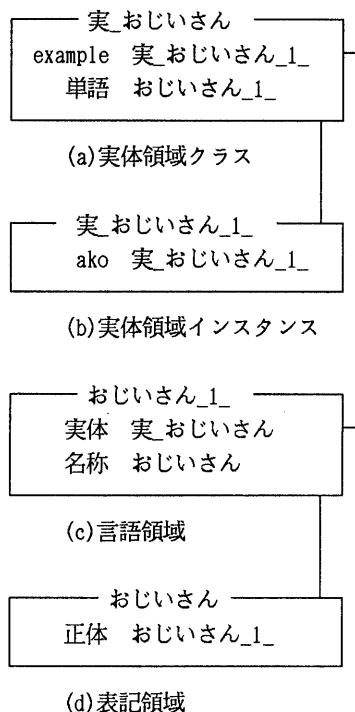 実_おじいさん
example 実_おじいさん_1_
単語 おじいさん_1_
(a)実体領域クラス
実_おじいさん_1_
ako 実_おじいさん_1_
(b)実体領域インスタンス
おじいさん_1_
実体 実_おじいさん
名称 おじいさん
(c)言語領域
おじいさん
正体 おじいさん_1_
(d)表記領域